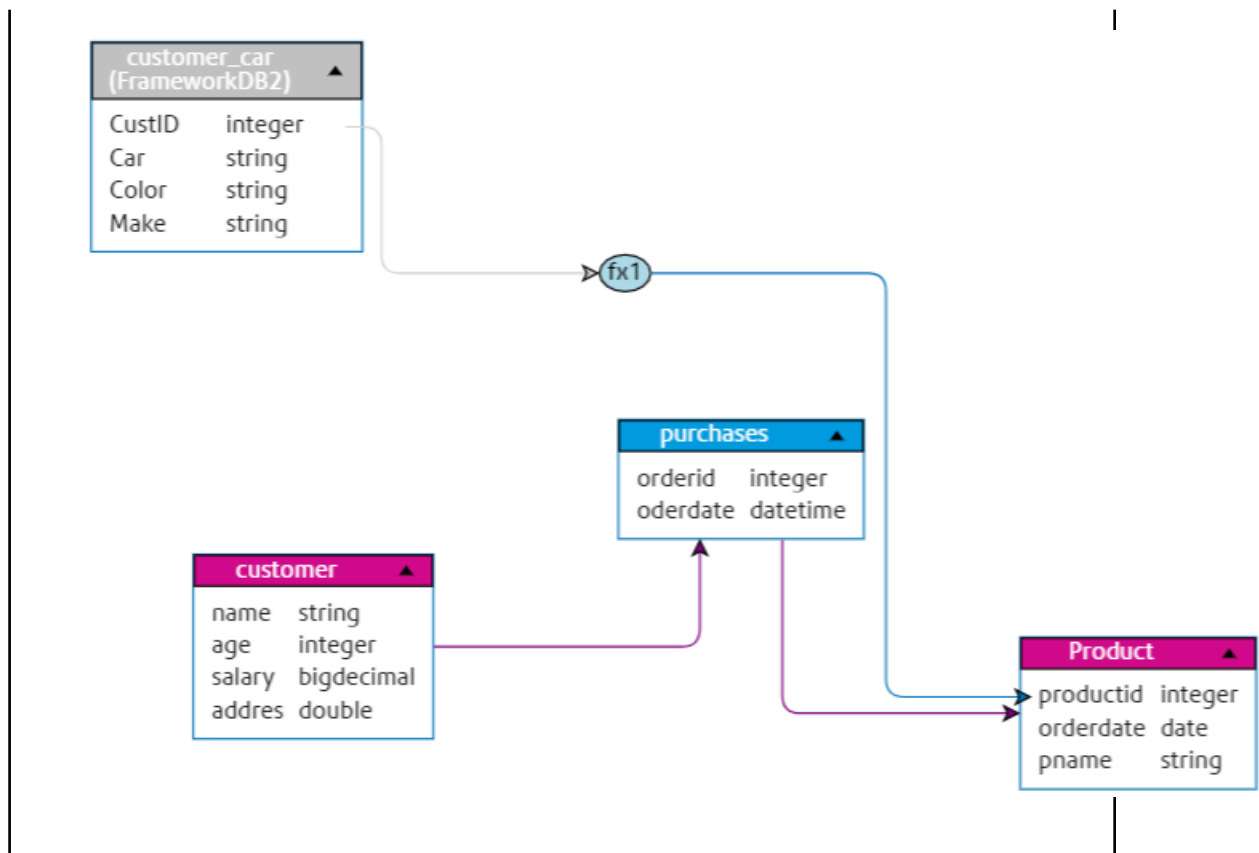 customer_car
(FrameworkDB2)
CustID integer
Car string
Color string
Make string
fx1
purchases
orderid integer
oderdate datetime
customer
name string
age integer
salary bigdecimal
addres double
Product
productid integer
orderdate date
pname string